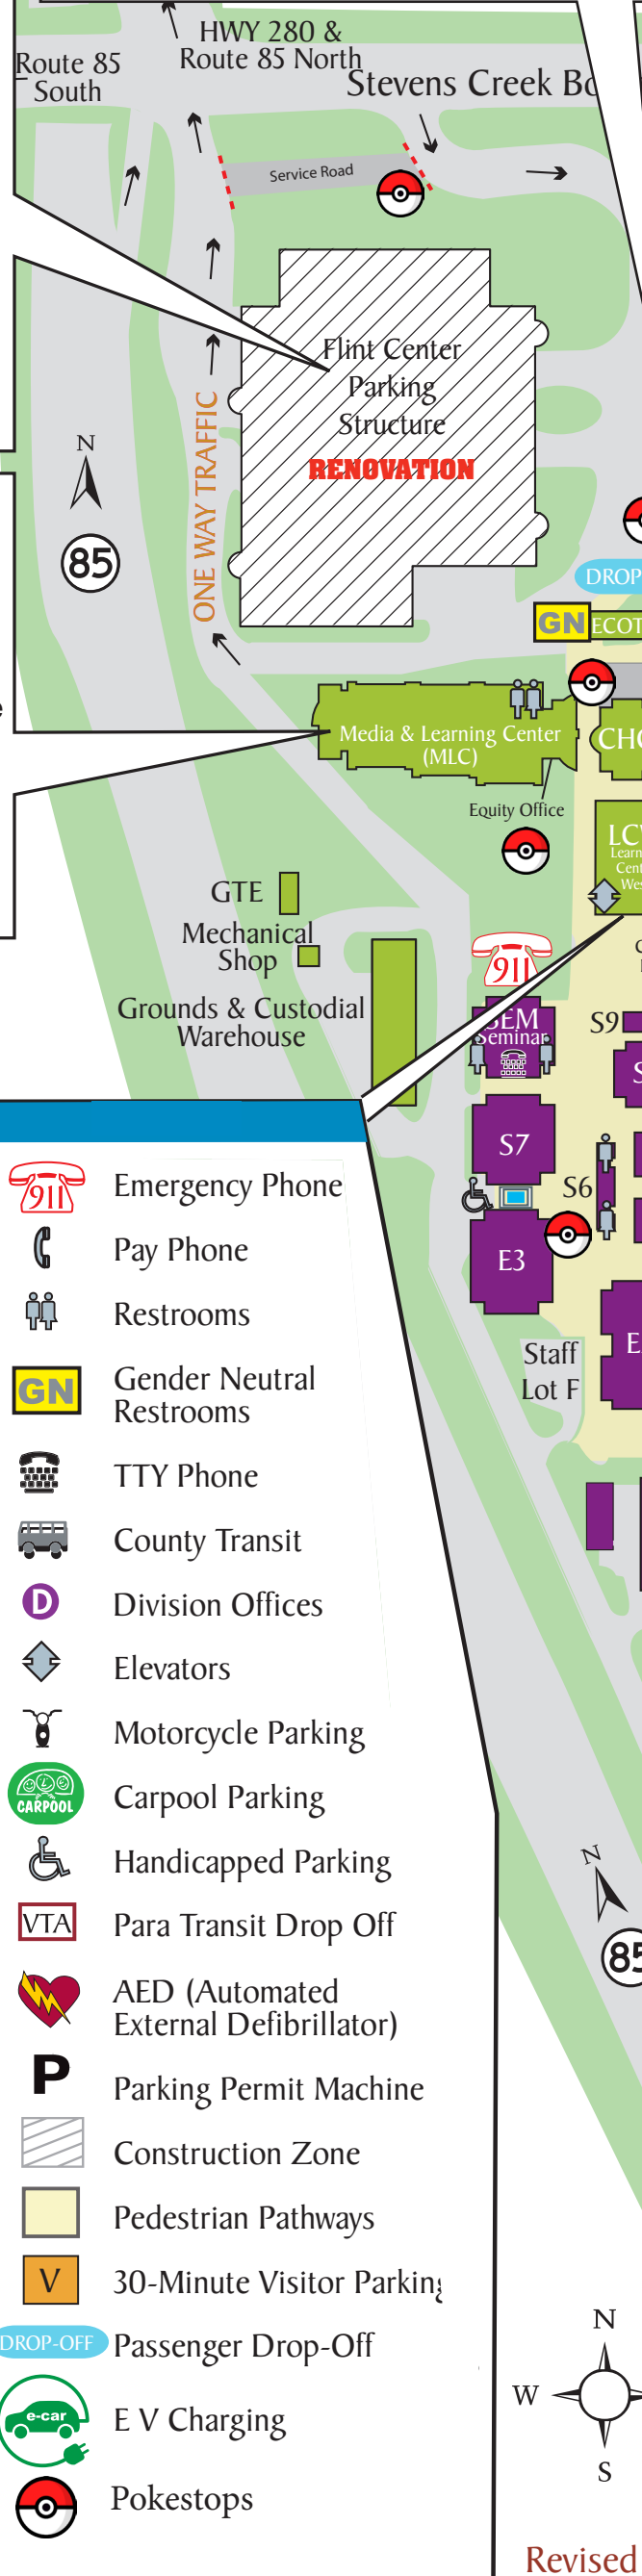 HWY 280 &
Route 85 North
Route 85
South
Stevens Creek
Service Road
Flint Center
Parking
Structure
RENOVATION
ONE WAY TRAFFIC
N
85
DROP
GN
Media & Learning Center
(MLC)
Equity Office
GTE
Mechanical
Shop
Grounds & Custodial
Warehouse
911
SEM
Seminar
S9
S7
S6
E3
E
Staff
Lot F
911 Emergency Phone
Pay Phone
Restrooms
GN Gender Neutral
Restrooms
TTY Phone
County Transit
D Division Offices
Elevators
Motorcycle Parking
CARPOOL Carpool Parking
Handicapped Parking
VTA Para Transit Drop Off
AED (Automated
External Defibrillator)
P Parking Permit Machine
Construction Zone
Pedestrian Pathways
V 30-Minute Visitor Parking
DROP-OFF Passenger Drop-Off
e-car E V Charging
Pokestops
N
85
N
W
S
Revised